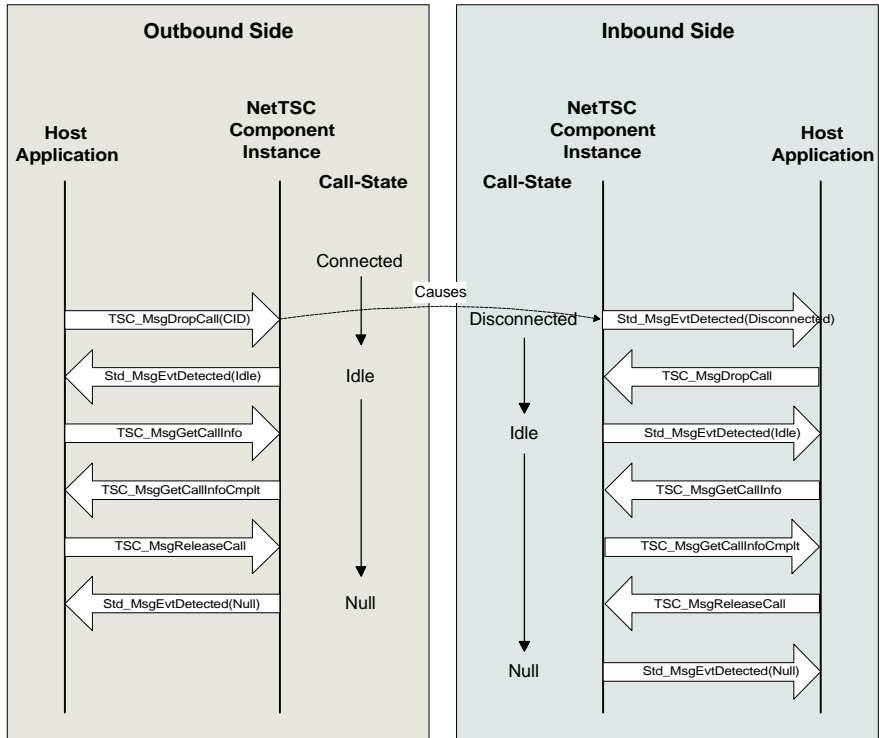 Outbound Side
Host
Application
NetTSC
Component
Instance
Call-State
Connected
TSC_MsgDropCall(CID)
Std_MsgEvtDetected(Idle)
Idle
TSC_MsgGetCallInfo
TSC_MsgGetCallInfoCmplt
TSC_MsgReleaseCall
Std_MsgEvtDetected(Null)
Null
Causes
Inbound Side
Call-State
NetTSC
Component
Instance
Host
Application
Disconnected
Std_MsgEvtDetected(Disconnected)
TSC_MsgDropCall
Idle
Std_MsgEvtDetected(Idle)
TSC_MsgGetCallInfo
TSC_MsgGetCallInfoCmplt
TSC_MsgReleaseCall
Null
Std_MsgEvtDetected(Null)